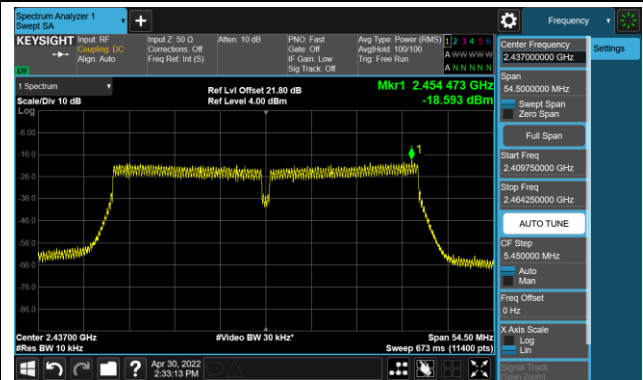 Spectrum Analyzer 1
Swept SA
+
Frequency
KEYSIGHT
Input: RF
Coupling: DC
Align: Auto
Input Z: 50 Ω
Corrections: Off
Freq Ref: Int (S)
Atten: 10 dB
PNO: Fast
Gate: Off
IF Gain: Low
Sig Track: Off
Avg Type: Power (RMS)
Avg|Hold: 100/100
Trig: Free Run
1 2 3 4 5 6
A W W W W W
A N N N N N
LXI
Center Frequency
2.437000000 GHz
Settings
Span
54.5000000 MHz
Swept Span
Zero Span
Full Span
Start Freq
2.409750000 GHz
Stop Freq
2.464250000 GHz
AUTO TUNE
CF Step
5.450000 MHz
Auto
Man
Freq Offset
0 Hz
X Axis Scale
Log
Lin
Signal Track
(Span Zoom)
1 Spectrum
Scale/Div 10 dB
Log
Ref Lvl Offset 21.80 dB
Ref Level 4.00 dBm
Mkr1 2.454 473 GHz
-18.593 dBm
1
-6.00
-16.0
-26.0
-36.0
-46.0
-56.0
-66.0
-76.0
-86.0
Center 2.43700 GHz
#Res BW 10 kHz
#Video BW 30 kHz*
Span 54.50 MHz
Sweep 673 ms (11400 pts)
?
Apr 30, 2022
2:33:13 PM